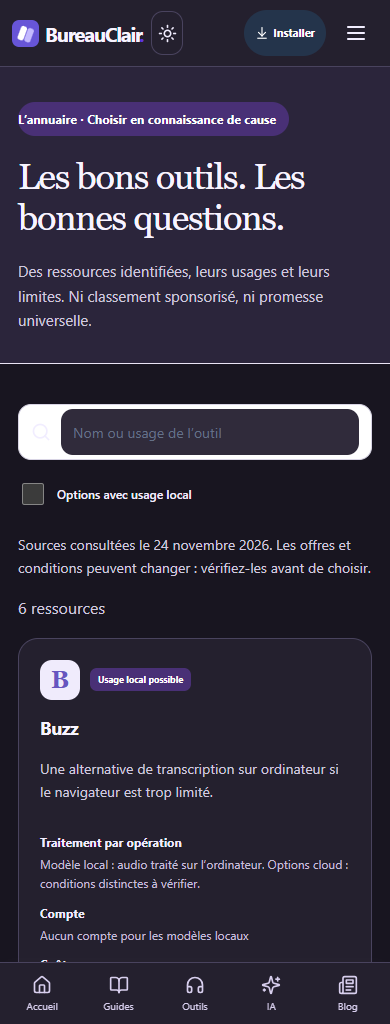 BureauClair.
Installer
L'annuaire · Choisir en connaissance de cause
Les bons outils. Les
bonnes questions.
Des ressources identifiées, leurs usages et leurs
limites. Ni classement sponsorisé, ni promesse
universelle.
Nom ou usage de l'outil
Options avec usage local
Sources consultées le 24 novembre 2026. Les offres et
conditions peuvent changer : vérifiez-les avant de choisir.
6 ressources
B
Usage local possible
Buzz
Une alternative de transcription sur ordinateur si
le navigateur est trop limité.
Traitement par opération
Modèle local : audio traité sur l'ordinateur. Options cloud :
conditions distinctes à vérifier.
Compte
Aucun compte pour les modèles locaux
Accueil
Guides
Outils
IA
Blog